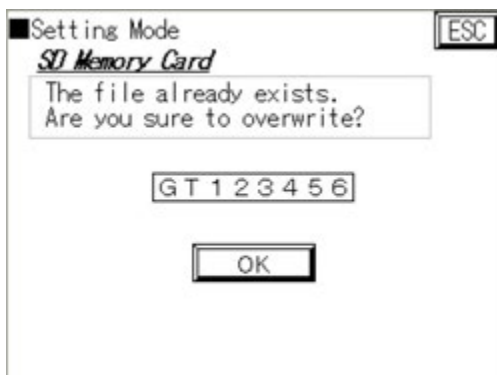 ■Setting Mode
ESC
SD Memory Card
The file already exists.
Are you sure to overwrite?
GT123456
OK